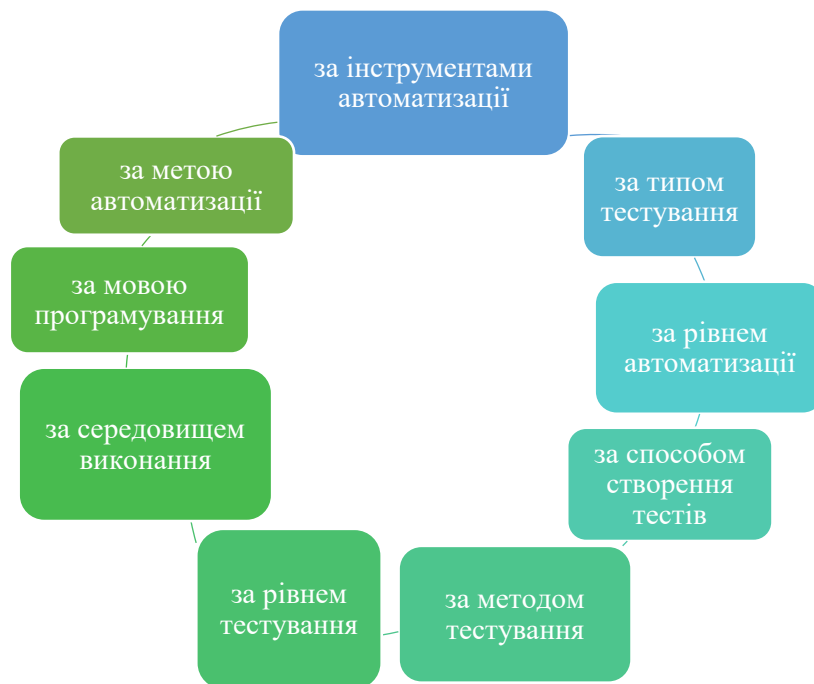 за інструментами
автоматизації
за типом
тестування
за рівнем
автоматизації
за способом
створення
тестів
за методом
тестування
за рівнем
тестування
за середовищем
виконання
за мовою
програмування
за метою
автоматизації